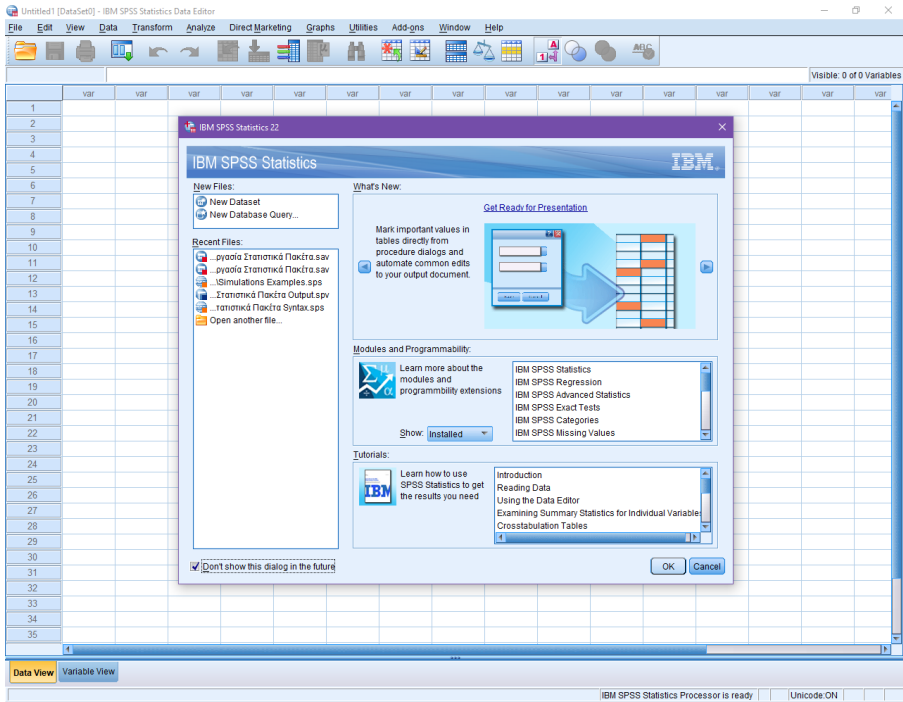 Untitled1 [DataSet0] - IBM SPSS Statistics Data Editor
File Edit View Data Transform Analyze Direct Marketing Graphs Utilities Add-ons Window Help
Visible: 0 of 0 Variables
var var var var var var var var var var var var var var var var
1
2
3
4
5
6
7
8
9
10
11
12
13
14
15
16
17
18
19
20
21
22
23
24
25
26
27
28
29
30
31
32
33
34
35
IBM SPSS Statistics 22
IBM SPSS Statistics
IBM.
New Files:
New Dataset
New Database Query...
Recent Files:
...ργασία Στατιστικά Πακέτα.sav
...ργασία Στατιστικά Πακέτα.sav
...\Simulations Examples.sps
...Στατιστικά Πακέτα Output.spv
...τατιστικά Πακέτα Syntax.sps
Open another file...
Don't show this dialog in the future
What's New:
Get Ready for Presentation
Mark important values in
tables directly from
procedure dialogs and
automate common edits
to your output document.
Modules and Programmability:
Learn more about the
modules and
programmbility extensions
Show: Installed
IBM SPSS Statistics
IBM SPSS Regression
IBM SPSS Advanced Statistics
IBM SPSS Exact Tests
IBM SPSS Categories
IBM SPSS Missing Values
Tutorials:
IBM
Learn how to use
SPSS Statistics to get
the results you need
Introduction
Reading Data
Using the Data Editor
Examining Summary Statistics for Individual Variables
Crosstabulation Tables
OK Cancel
Data View Variable View
IBM SPSS Statistics Processor is ready Unicode:ON